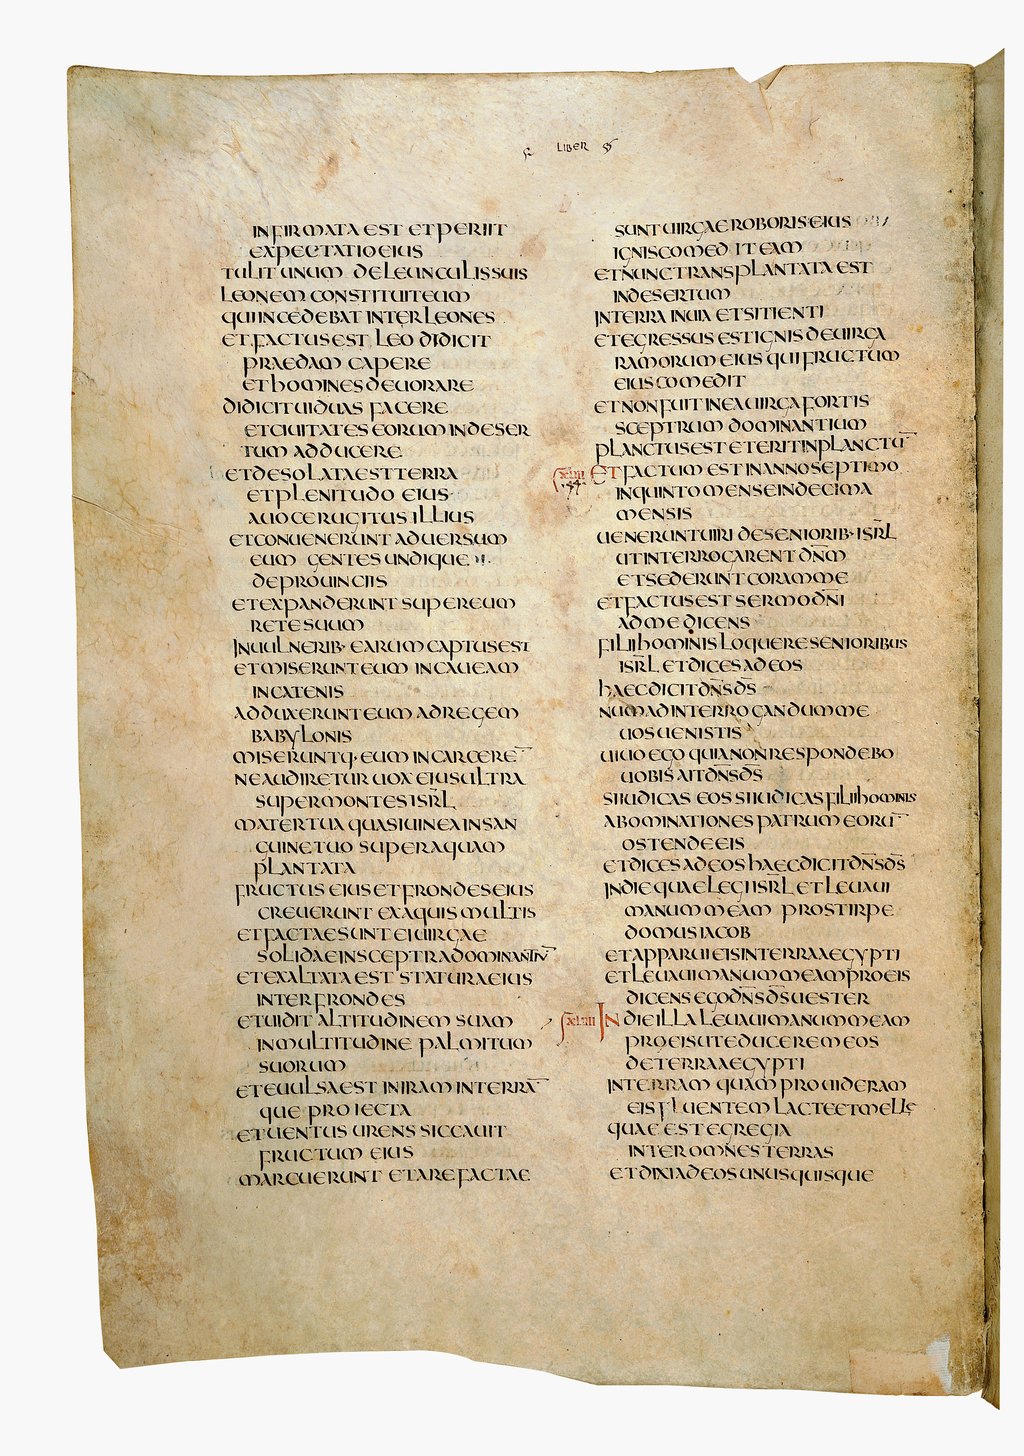 LIBER
INFIRMATA EST ET PERIIT
EXPECTATIO EIUS
TULIT UNUM DE LEUNCULIS SUIS
LEONEM CONSTITUIT EUM
QUI INCEDEBAT INTER LEONES
ET FACTUS EST LEO DIDICIT
PRAEDAM CAPERE
ET HOMINES DEUORARE
DIDICIT UIDUAS FACERE
ET CIUITATES EORUM IN DESER
TUM ADDUCERE
ET DESOLATA EST TERRA
ET PLENITUDO EIUS
A UOCE RUGITUS ILLIUS
ET CONUENERUNT ADUERSUM
EUM GENTES UNDIQUE
DE PROUINCIIS
ET EXPANDERUNT SUPER EUM
RETE SUUM
IN UULNERIB· EARUM CAPTUS EST
ET MISERUNT EUM IN CAUEAM
IN CATENIS
ADDUXERUNT EUM AD REGEM
BABYLONIS
MISERUNTQ· EUM IN CARCERE̅
NE AUDIRETUR UOX EIUS ULTRA
SUPER MONTES ISRL̅
MATER TUA QUASI UINEA IN SAN
GUINE TUO SUPER AQUAM
PLANTATA
FRUCTUS EIUS ET FRONDES EIUS
CREUERUNT EX AQUIS MULTIS
ET FACTAE SUNT EI UIRGAE
SOLIDAE IN SCEPTRA DOMINANTIU̅
ET EXALTATA EST STATURA EIUS
INTER FRONDES
ET UIDIT ALTITUDINEM SUAM
IN MULTITUDINE PALMITUM
SUORUM
ET EUULSA EST IN IRA IN TERRA̅
QUE PROIECTA
ET UENTUS URENS SICCAUIT
FRUCTUM EIUS
MARCUERUNT ET AREFACTAE
SUNT UIRGAE ROBORIS EIUS
IGNIS COMEDIT EAM
ET NUNC TRANSPLANTATA EST
IN DESERTUM
IN TERRA INUIA ET SITIENTI
ET EGRESSUS EST IGNIS DE UIRGA
RAMORUM EIUS QUI FRUCTUM
EIUS COMEDIT
ET NON FUIT IN EA UIRGA FORTIS
SCEPTRUM DOMINANTIUM
PLANCTUS EST ET ERIT IN PLANCTU̅
ET FACTUM EST IN ANNO SEPTIMO
IN QUINTO MENSE IN DECIMA
MENSIS
UENERUNT UIRI DE SENIORIB· ISRL̅
UT INTERROGARENT DN̅M
ET SEDERUNT CORAM ME
ET FACTUS EST SERMO DN̅I
AD ME DICENS
FILI HOMINIS LOQUERE SENIORIBUS
ISRL̅ ET DICES AD EOS
HAEC DICIT DN̅S DS̅
NUM AD INTERROGANDUM ME
UOS UENISTIS
UIUO EGO QUIA NON RESPONDEBO
UOBIS AIT DN̅S DS̅
SI IUDICAS EOS SI IUDICAS FILI HOMINIS
ABOMINATIONES PATRUM EORU̅
OSTENDE EIS
ET DICES AD EOS HAEC DICIT DN̅S DS̅
IN DIE QUA ELEGI ISRL̅ ET LEUAUI
MANUM MEAM PRO STIRPE
DOMUS IACOB
ET APPARUI EIS IN TERRA AEGYPTI
ET LEUAUI MANUM MEAM PRO EIS
DICENS EGO DN̅S DS̅ UESTER
IN DIE ILLA LEUAUI MANUM MEAM
PRO EIS UT EDUCEREM EOS
DE TERRA AEGYPTI
IN TERRAM QUAM PROUIDERAM
EIS FLUENTEM LACTE ET MELLE
QUAE EST EGREGIA
INTER OMNES TERRAS
ET DIXI AD EOS UNUSQUISQUE